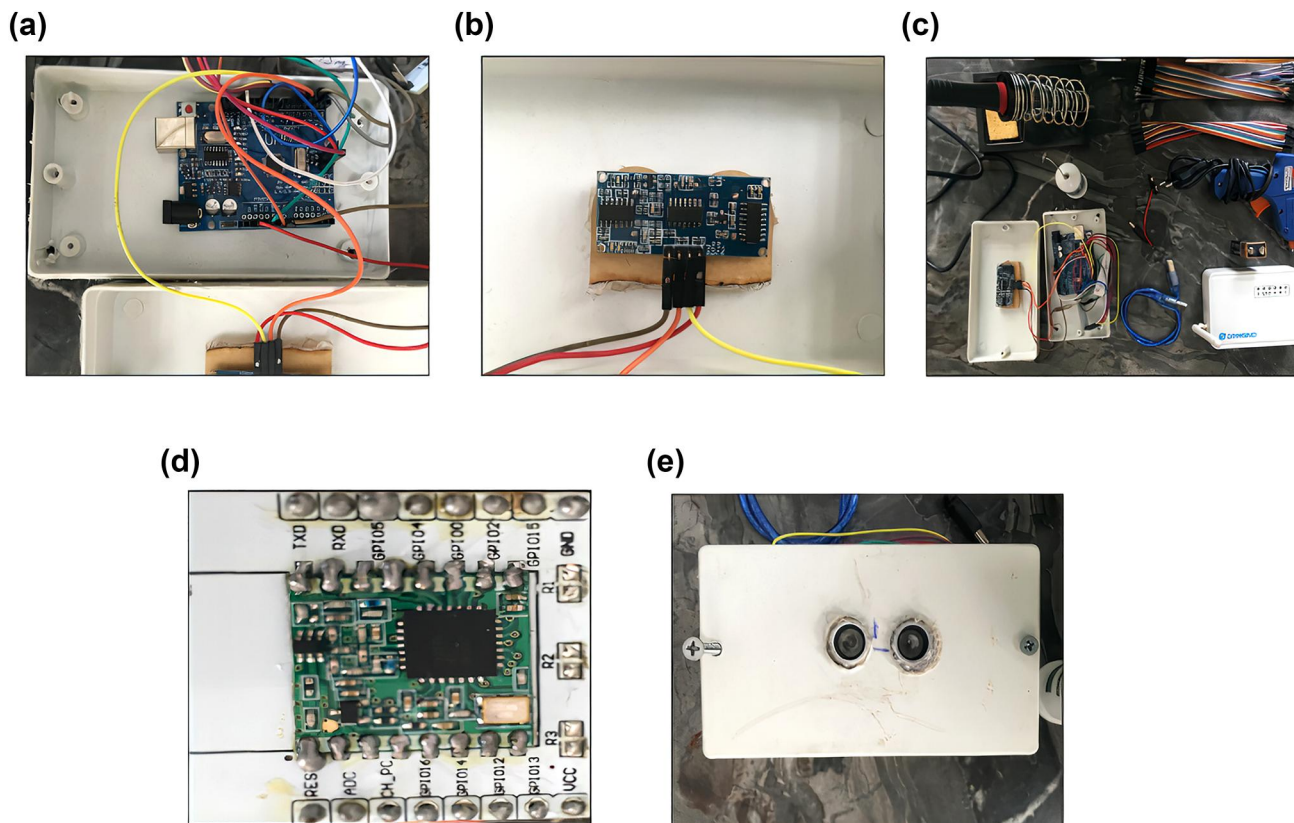 (a)
(b)
(c)
DRAGINO
(d)
TXD
RXD
GPIO5
GPIO4
GPIO0
GPIO2
GPIO15
GND
R1
R2
R3
RES
ADC
CH_PC
GPIO16
GPIO14
GPIO12
GPIO13
VCC
(e)